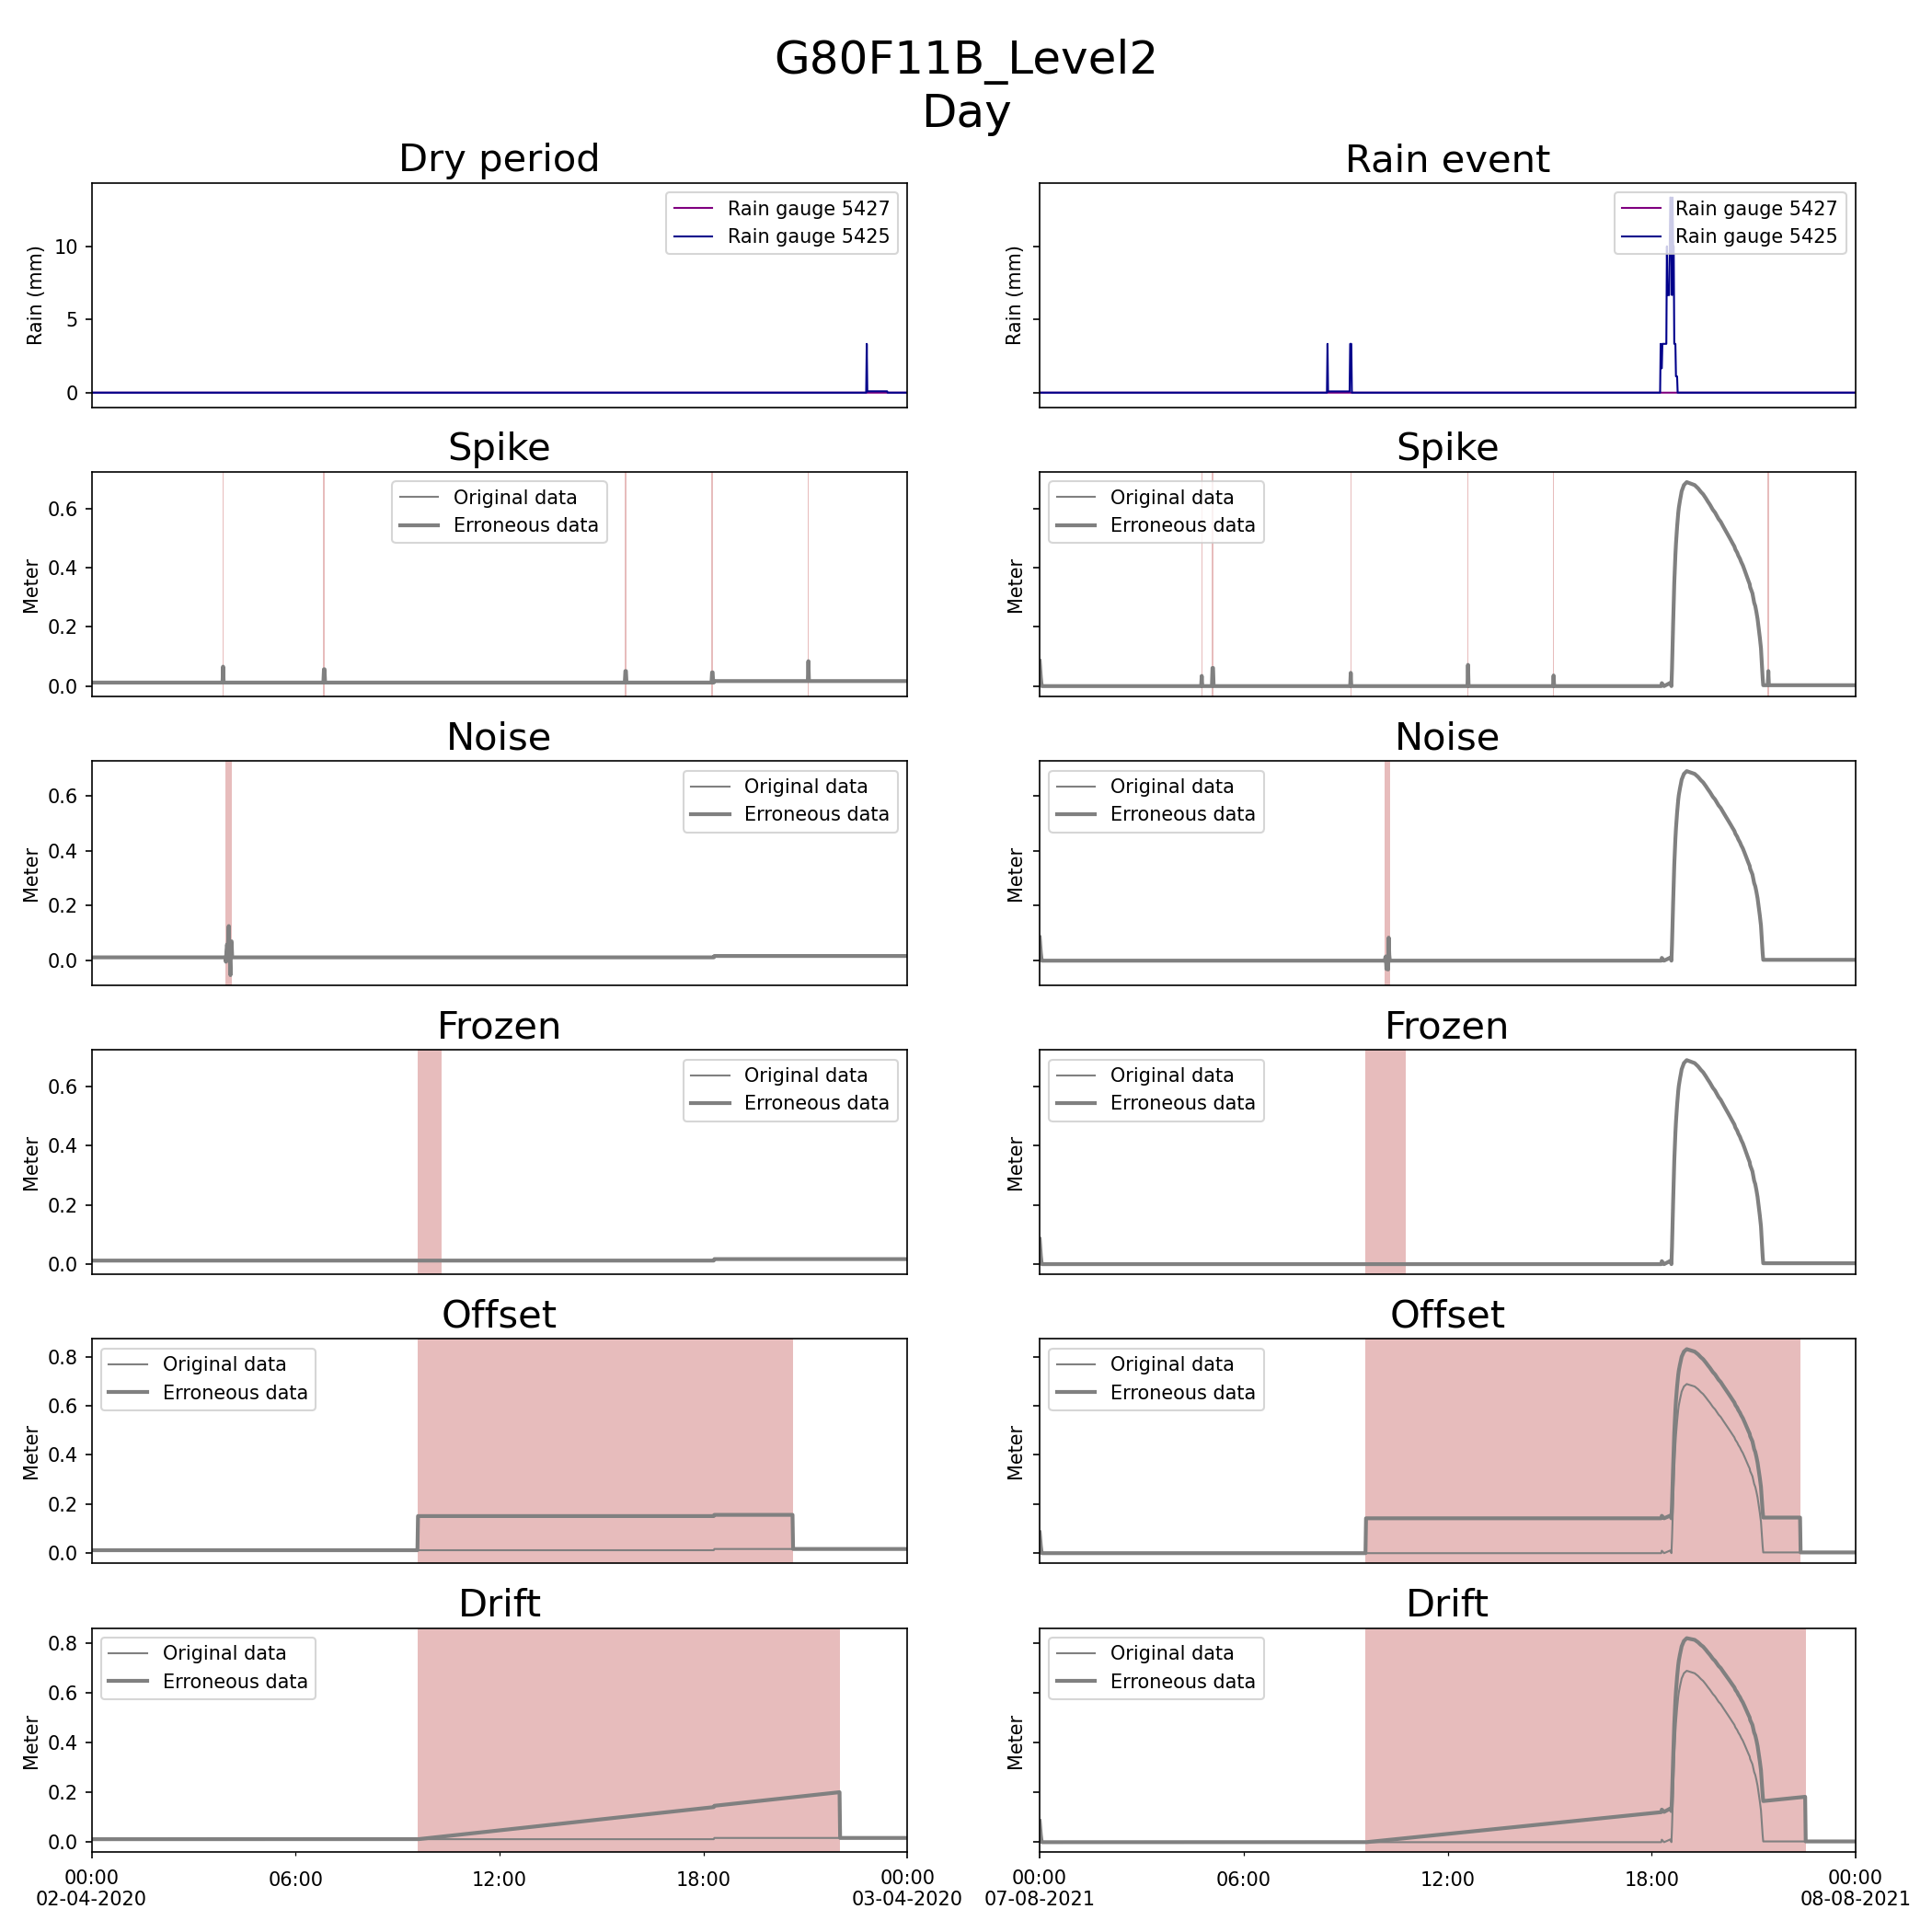 G80F11B_Level2
Day
Dry period
Rain (mm)
10
5
0
Rain gauge 5427
Rain gauge 5425
Rain event
Rain (mm)
Rain gauge 5427
Rain gauge 5425
Spike
Meter
0.6
0.4
0.2
0.0
Original data
Erroneous data
Spike
Meter
Original data
Erroneous data
Noise
Meter
0.6
0.4
0.2
0.0
Original data
Erroneous data
Noise
Meter
Original data
Erroneous data
Frozen
Meter
0.6
0.4
0.2
0.0
Original data
Erroneous data
Frozen
Meter
Original data
Erroneous data
Offset
Meter
0.8
0.6
0.4
0.2
0.0
Original data
Erroneous data
Offset
Meter
Original data
Erroneous data
Drift
Meter
0.8
0.6
0.4
0.2
0.0
Original data
Erroneous data
00:00
02-04-2020
06:00
12:00
18:00
00:00
03-04-2020
Drift
Meter
Original data
Erroneous data
00:00
07-08-2021
06:00
12:00
18:00
00:00
08-08-2021